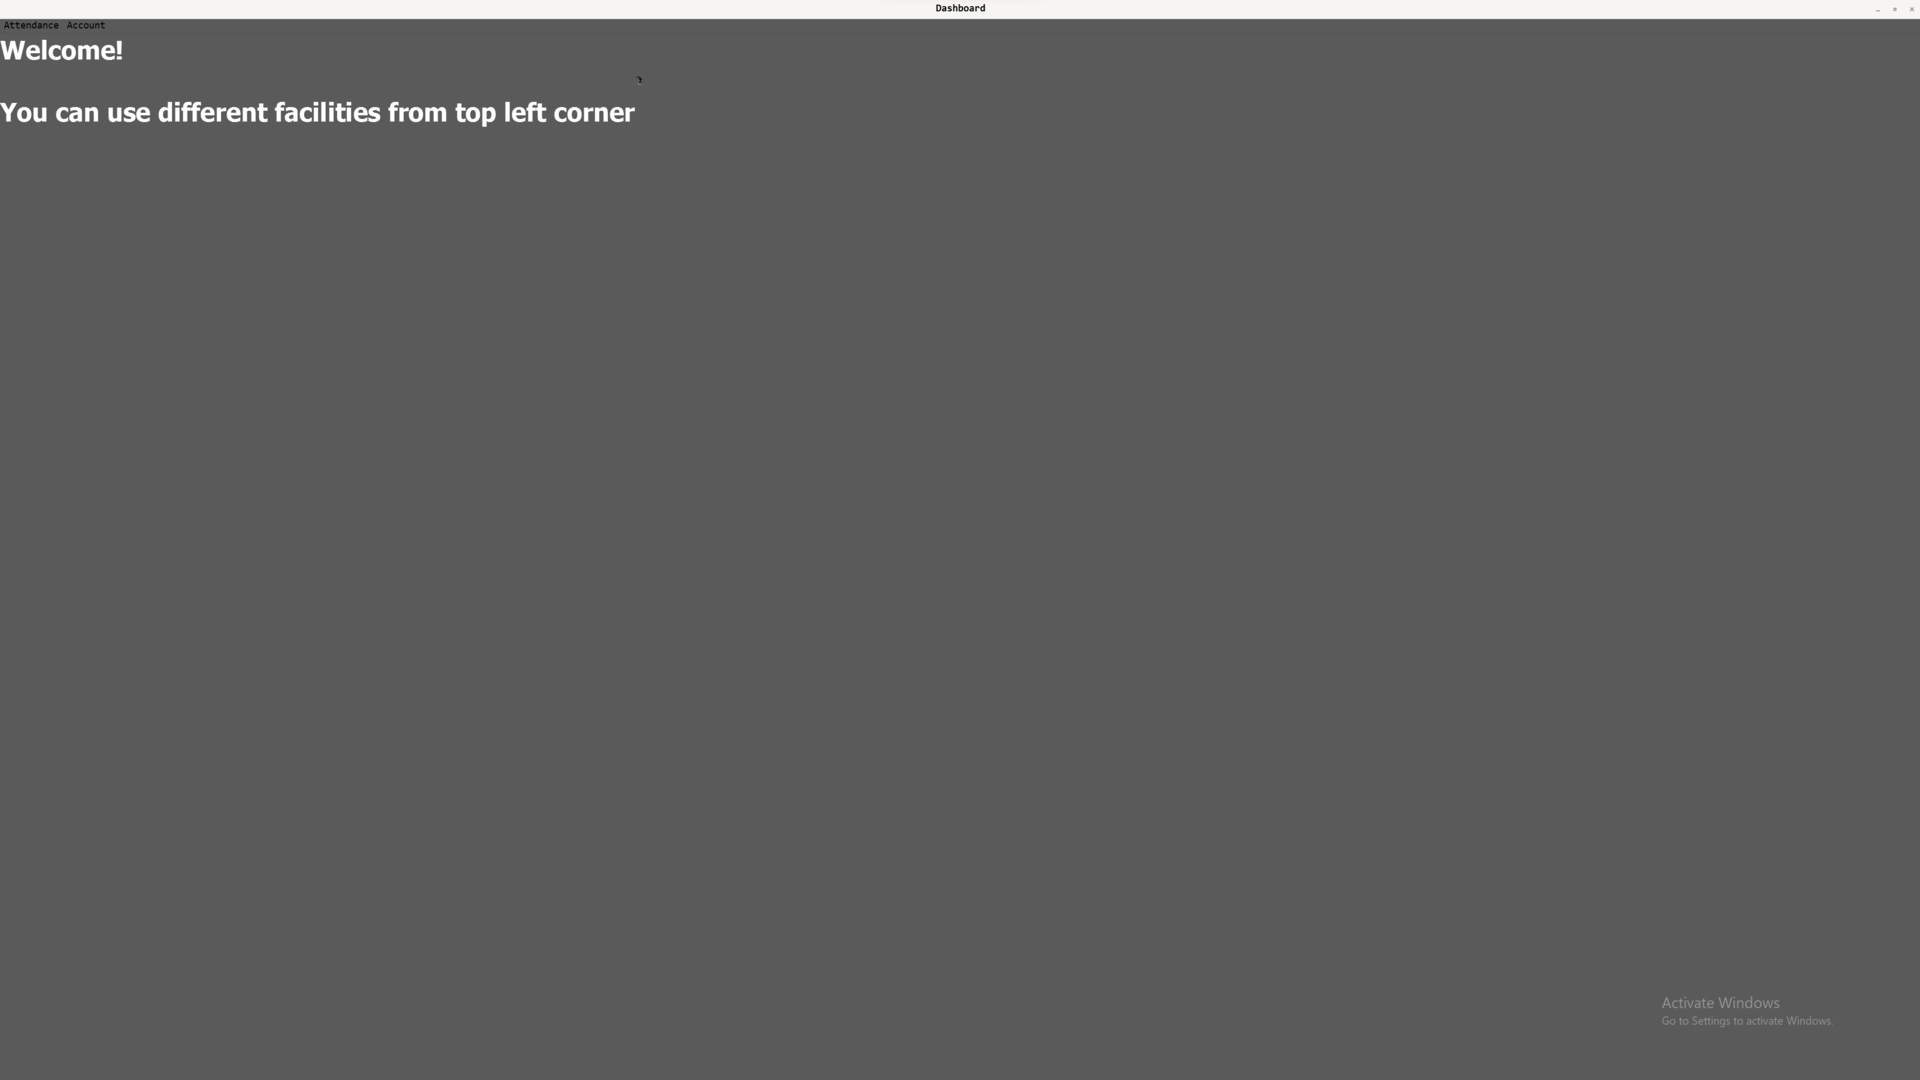 Dashboard
Attendance Account
Welcome!
You can use different facilities from top left corner
Activate Windows
Go to Settings to activate Windows.